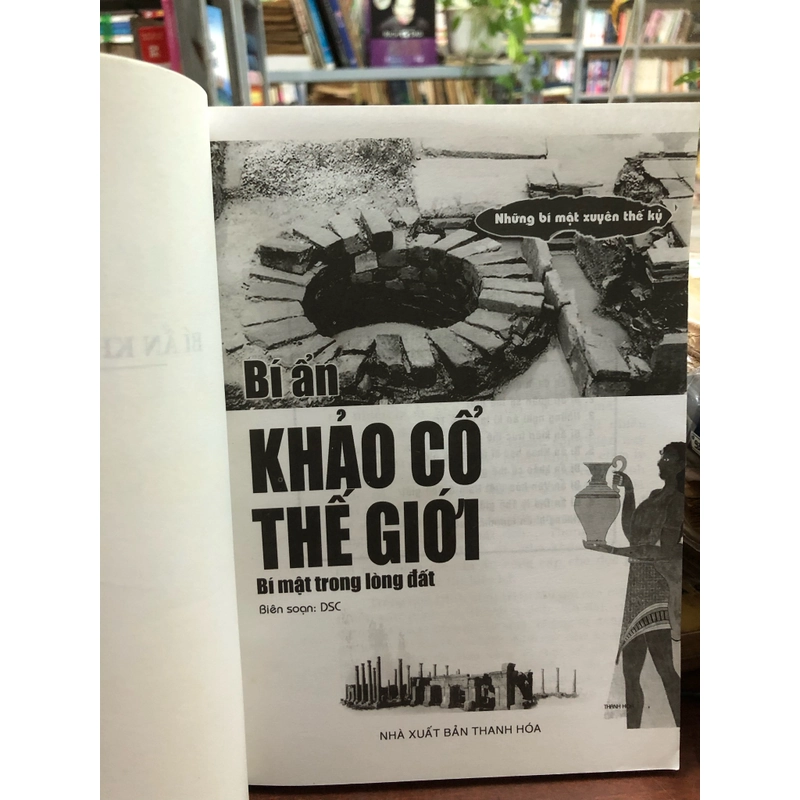 Những bí mật xuyên thế kỷ
Bí ẩn
KHẢO CỔ
THẾ GIỚI
Bí mật trong lòng đất
Biên soạn: DSC
NHÀ XUẤT BẢN THANH HÓA